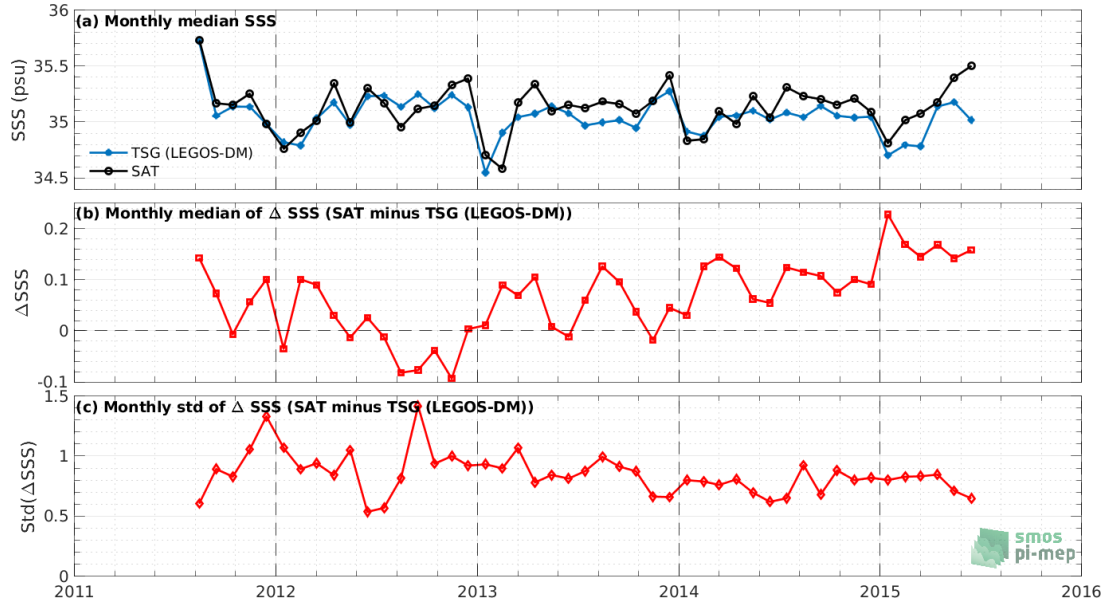 (a) Monthly median SSS
SSS (psu)
36
35.5
35
34.5
TSG (LEGOS-DM)
SAT
(b) Monthly median of Δ SSS (SAT minus TSG (LEGOS-DM))
ΔSSS
0.2
0.1
0
-0.1
(c) Monthly std of Δ SSS (SAT minus TSG (LEGOS-DM))
Std(ΔSSS)
1.5
1
0.5
0
smos
pi-mep
2011 2012 2013 2014 2015 2016